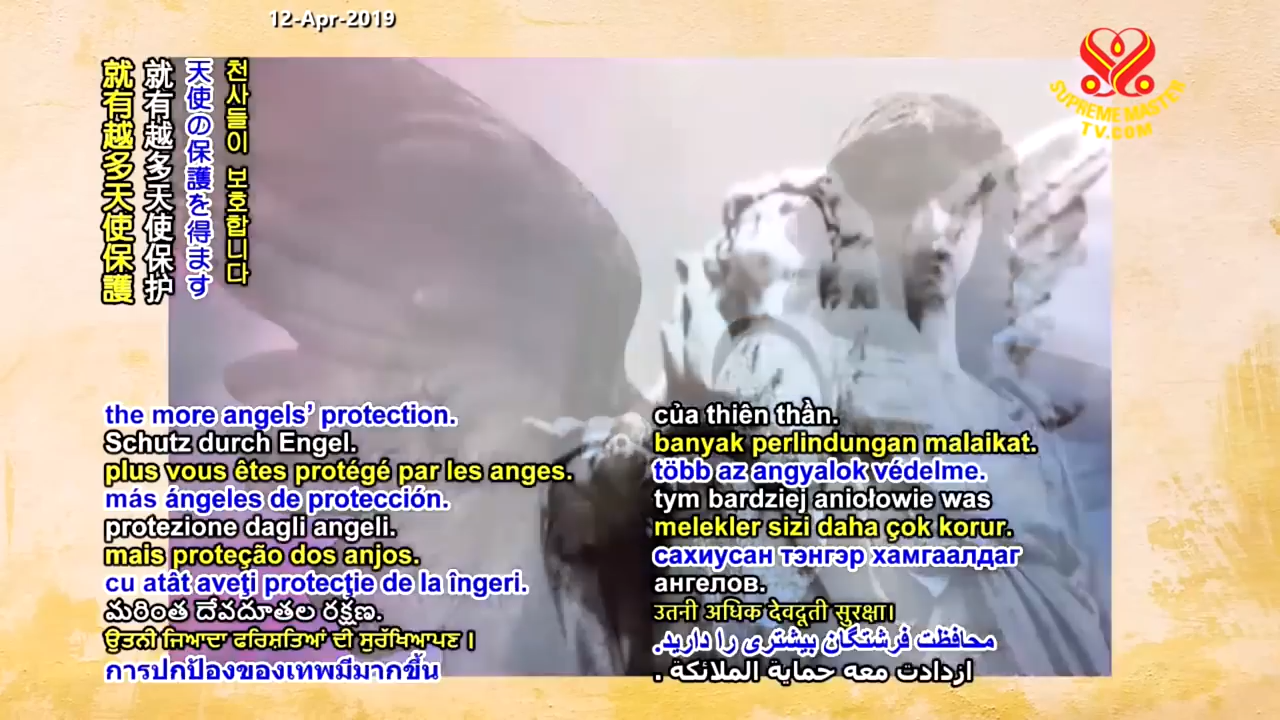 12-Apr-2019
SUPREME MASTER
TV.COM
就有越多天使保護
就有越多天使保护
天使の保護を得ます
천사들이 보호합니다
the more angels’ protection.
Schutz durch Engel.
plus vous êtes protégé par les anges.
más ángeles de protección.
protezione dagli angeli.
mais proteção dos anjos.
cu atât aveţi protecţie de la îngeri.
మరింత దేవదూతల రక్షణ.
ਉਤਨੀ ਜਿਆਦਾ ਫਰਿਸ਼ਤਿਆਂ ਦੀ ਸੁਰੱਖਿਆਪਣ।
การปกป้องของเทพมีมากขึ้น
của thiên thần.
banyak perlindungan malaikat.
több az angyalok védelme.
tym bardziej aniołowie was
melekler sizi daha çok korur.
сахиусан тэнгэр хамгаалдаг
ангелов.
उतनी अधिक देवदूती सुरक्षा।
محافظت فرشتگان بیشتری را دارید.
ازدادت معه حماية الملائكة .